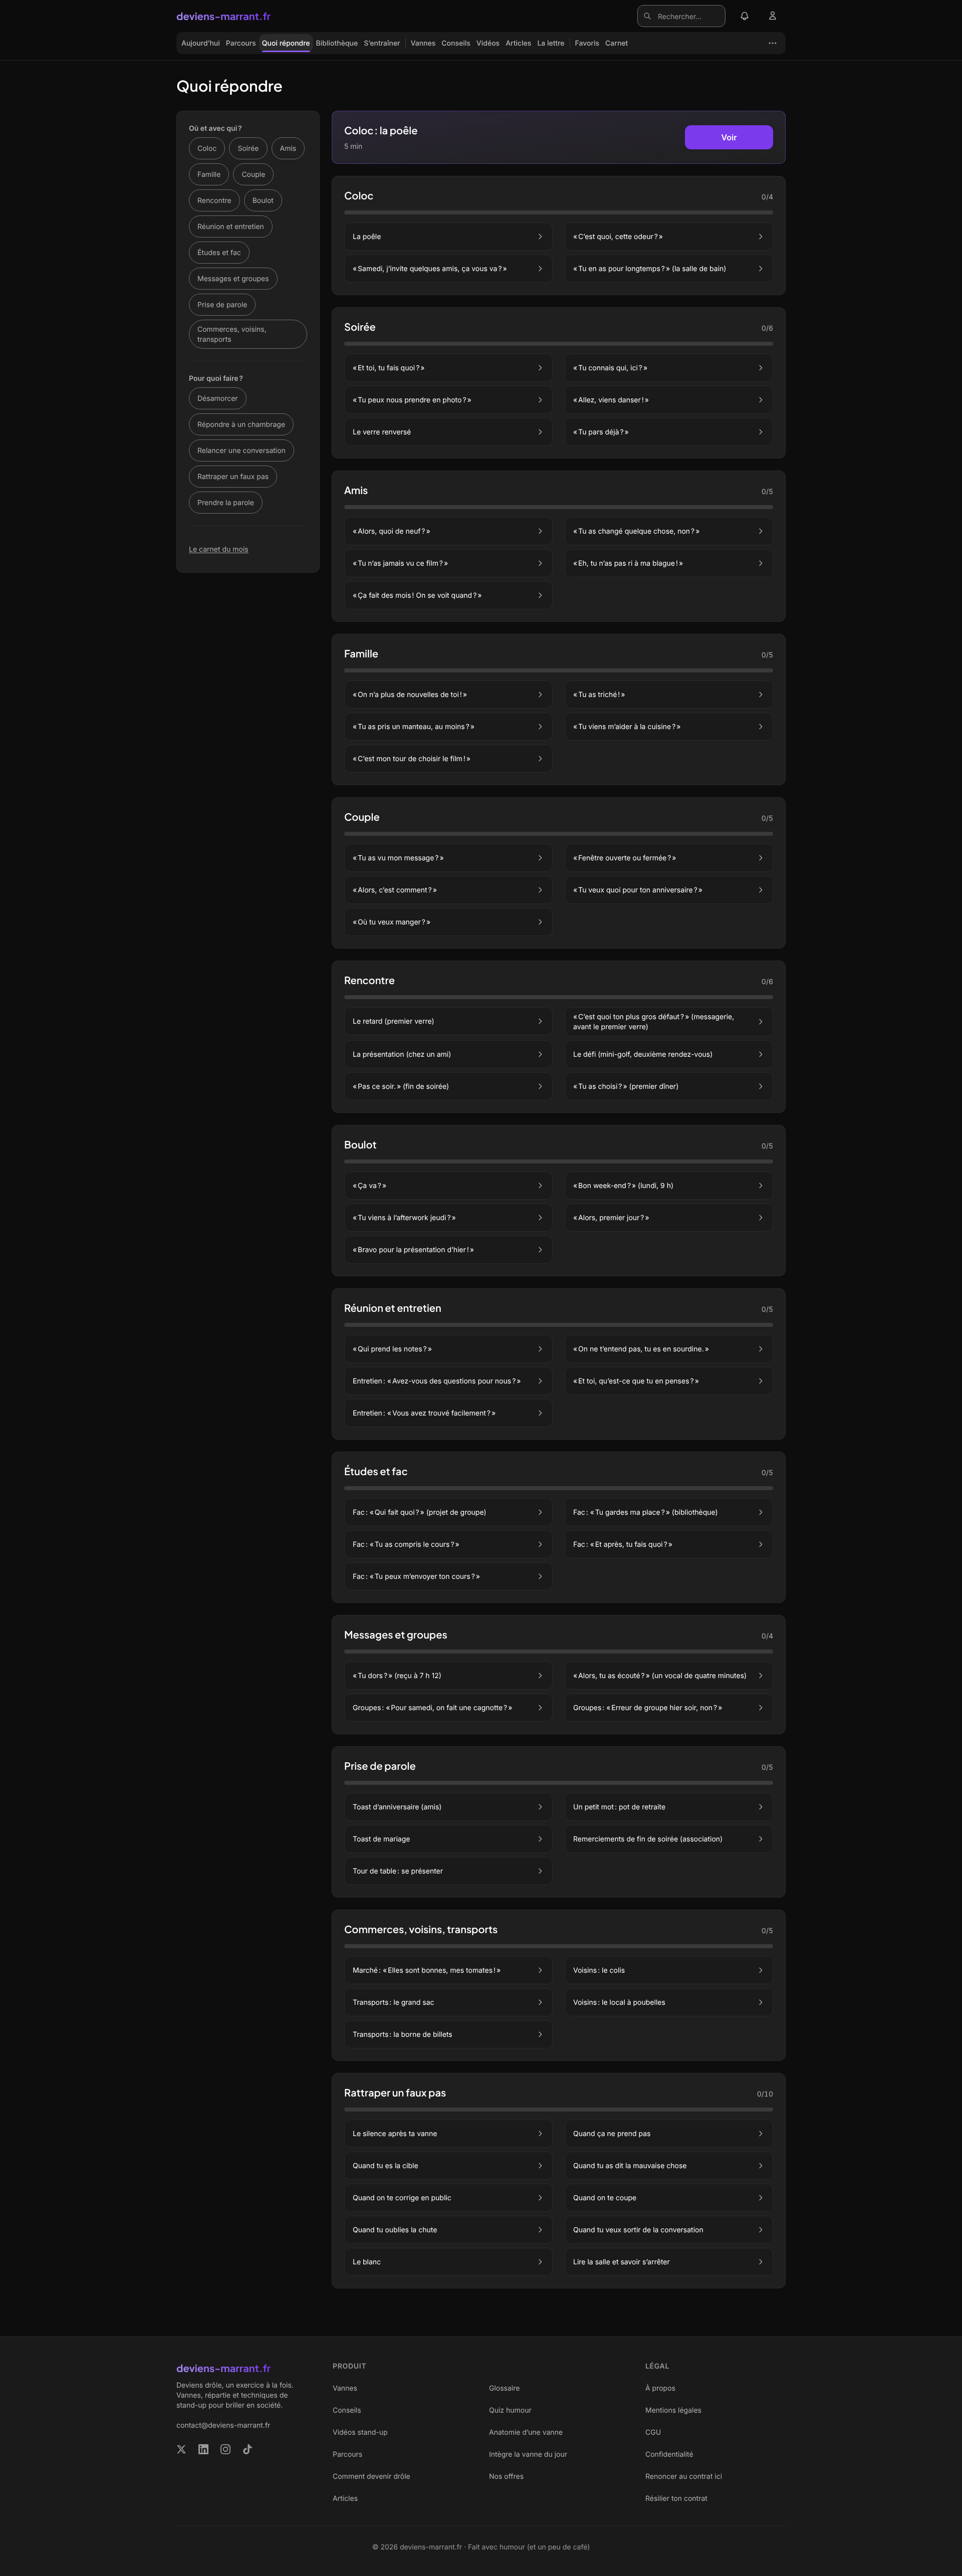 deviens-marrant.fr
Rechercher…
Aujourd'hui
Parcours
Quoi répondre
Bibliothèque
S'entraîner
Vannes
Conseils
Vidéos
Articles
La lettre
Favoris
Carnet
Quoi répondre
Où et avec qui ?
Coloc
Soirée
Amis
Famille
Couple
Rencontre
Boulot
Réunion et entretien
Études et fac
Messages et groupes
Prise de parole
Commerces, voisins,
transports
Pour quoi faire ?
Désamorcer
Répondre à un chambrage
Relancer une conversation
Rattraper un faux pas
Prendre la parole
Le carnet du mois
Coloc : la poêle
5 min
Voir
Coloc
0/4
La poêle
« C'est quoi, cette odeur ? »
« Samedi, j'invite quelques amis, ça vous va ? »
« Tu en as pour longtemps ? » (la salle de bain)
Soirée
0/6
« Et toi, tu fais quoi ? »
« Tu connais qui, ici ? »
« Tu peux nous prendre en photo ? »
« Allez, viens danser ! »
Le verre renversé
« Tu pars déjà ? »
Amis
0/5
« Alors, quoi de neuf ? »
« Tu as changé quelque chose, non ? »
« Tu n'as jamais vu ce film ? »
« Eh, tu n'as pas ri à ma blague ! »
« Ça fait des mois ! On se voit quand ? »
Famille
0/5
« On n'a plus de nouvelles de toi ! »
« Tu as triché ! »
« Tu as pris un manteau, au moins ? »
« Tu viens m'aider à la cuisine ? »
« C'est mon tour de choisir le film ! »
Couple
0/5
« Tu as vu mon message ? »
« Fenêtre ouverte ou fermée ? »
« Alors, c'est comment ? »
« Tu veux quoi pour ton anniversaire ? »
« Où tu veux manger ? »
Rencontre
0/6
Le retard (premier verre)
« C'est quoi ton plus gros défaut ? » (messagerie,
avant le premier verre)
La présentation (chez un ami)
Le défi (mini-golf, deuxième rendez-vous)
« Pas ce soir. » (fin de soirée)
« Tu as choisi ? » (premier dîner)
Boulot
0/5
« Ça va ? »
« Bon week-end ? » (lundi, 9 h)
« Tu viens à l'afterwork jeudi ? »
« Alors, premier jour ? »
« Bravo pour la présentation d'hier ! »
Réunion et entretien
0/5
« Qui prend les notes ? »
« On ne t'entend pas, tu es en sourdine. »
Entretien : « Avez-vous des questions pour nous ? »
« Et toi, qu'est-ce que tu en penses ? »
Entretien : « Vous avez trouvé facilement ? »
Études et fac
0/5
Fac : « Qui fait quoi ? » (projet de groupe)
Fac : « Tu gardes ma place ? » (bibliothèque)
Fac : « Tu as compris le cours ? »
Fac : « Et après, tu fais quoi ? »
Fac : « Tu peux m'envoyer ton cours ? »
Messages et groupes
0/4
« Tu dors ? » (reçu à 7 h 12)
« Alors, tu as écouté ? » (un vocal de quatre minutes)
Groupes : « Pour samedi, on fait une cagnotte ? »
Groupes : « Erreur de groupe hier soir, non ? »
Prise de parole
0/5
Toast d'anniversaire (amis)
Un petit mot : pot de retraite
Toast de mariage
Remerciements de fin de soirée (association)
Tour de table : se présenter
Commerces, voisins, transports
0/5
Marché : « Elles sont bonnes, mes tomates ! »
Voisins : le colis
Transports : le grand sac
Voisins : le local à poubelles
Transports : la borne de billets
Rattraper un faux pas
0/10
Le silence après ta vanne
Quand ça ne prend pas
Quand tu es la cible
Quand tu as dit la mauvaise chose
Quand on te corrige en public
Quand on te coupe
Quand tu oublies la chute
Quand tu veux sortir de la conversation
Le blanc
Lire la salle et savoir s'arrêter
deviens-marrant.fr
Deviens drôle, un exercice à la fois.
Vannes, répartie et techniques de
stand-up pour briller en société.
contact@deviens-marrant.fr
PRODUIT
Vannes
Conseils
Vidéos stand-up
Parcours
Comment devenir drôle
Articles
Glossaire
Quiz humour
Anatomie d'une vanne
Intègre la vanne du jour
Nos offres
LÉGAL
À propos
Mentions légales
CGU
Confidentialité
Renoncer au contrat ici
Résilier ton contrat
© 2026 deviens-marrant.fr · Fait avec humour (et un peu de café)